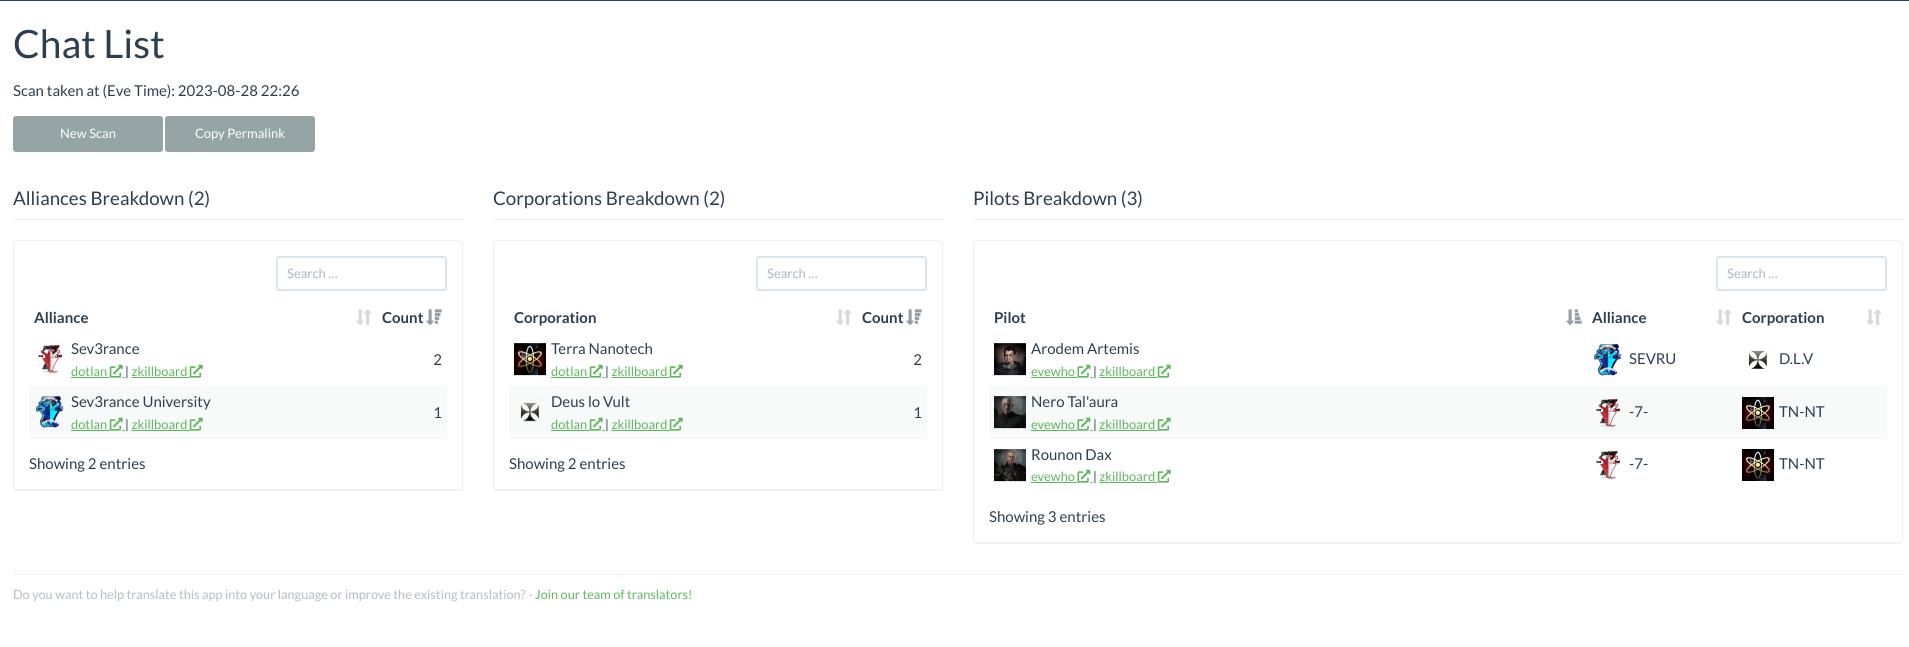 Chat List
Scan taken at (Eve Time): 2023-08-28 22:26
New Scan
Copy Permalink
Alliances Breakdown (2)
Search ...
Alliance Count
Sev3rance 2
dotlan | zkillboard
Sev3rance University 1
dotlan | zkillboard
Showing 2 entries
Corporations Breakdown (2)
Search ...
Corporation Count
Terra Nanotech 2
dotlan | zkillboard
Deus lo Vult 1
dotlan | zkillboard
Showing 2 entries
Pilots Breakdown (3)
Search ...
Pilot Alliance Corporation
Arodem Artemis SEVRU D.L.V
evewho | zkillboard
Nero Tal'aura -7- TN-NT
evewho | zkillboard
Rounon Dax -7- TN-NT
evewho | zkillboard
Showing 3 entries
Do you want to help translate this app into your language or improve the existing translation? - Join our team of translators!